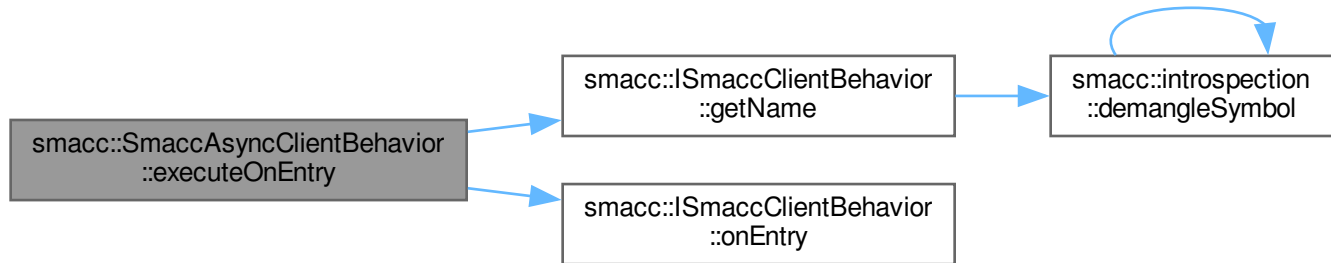 smacc::SmaccAsyncClientBehavior
::executeOnEntry
smacc::ISmaccClientBehavior
::getName
smacc::introspection
::demangleSymbol
smacc::ISmaccClientBehavior
::onEntry